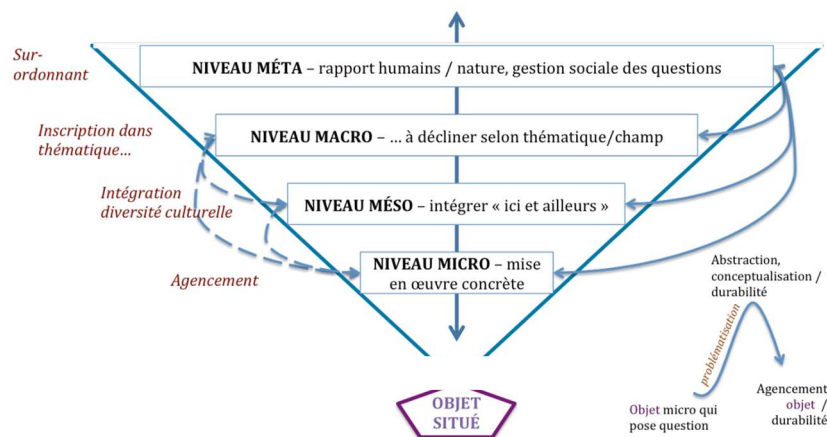 Sur-
ordonnant
NIVEAU MÉTA – rapport humains / nature, gestion sociale des questions
Inscription dans
thématique…
NIVEAU MACRO – … à décliner selon thématique/champ
Intégration
diversité culturelle
NIVEAU MÉSO – intégrer « ici et ailleurs »
Agencement
NIVEAU MICRO – mise
en œuvre concrète
Abstraction,
conceptualisation /
durabilité
problématisation
OBJET
SITUÉ
Objet micro qui
pose question
Agencement
objet /
durabilité